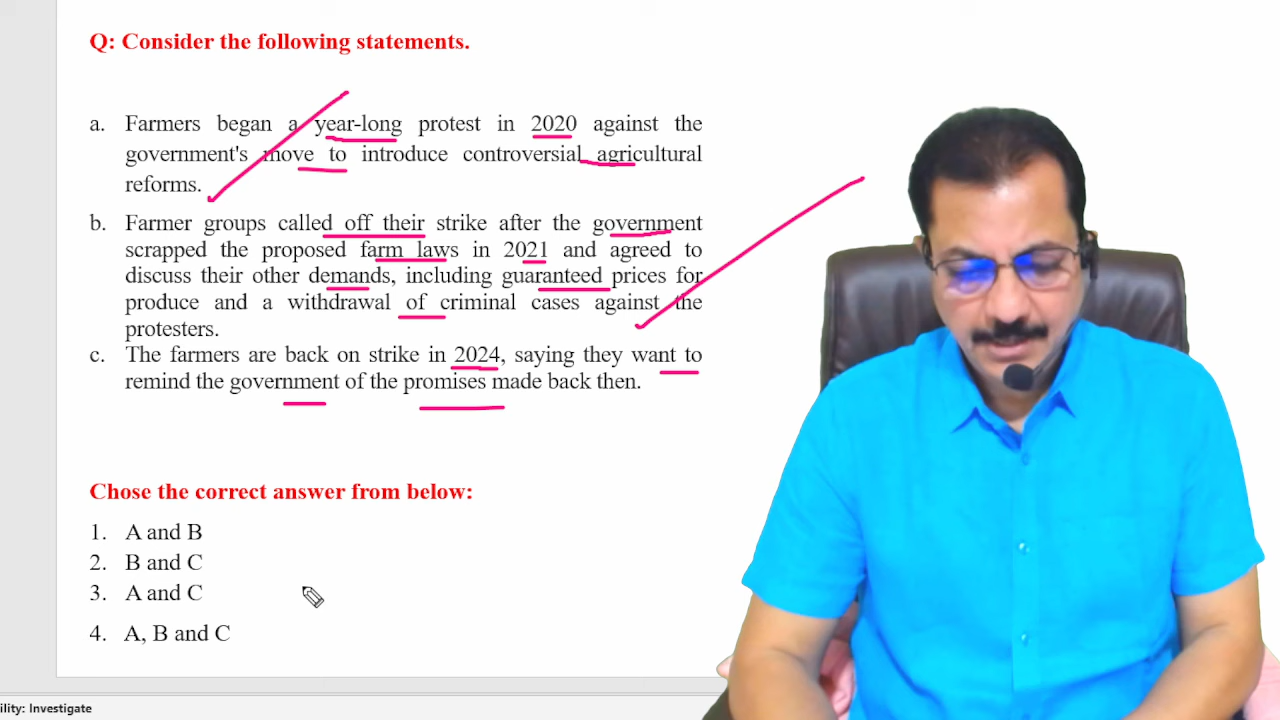 Q: Consider the following statements.
a. Farmers began a year-long protest in 2020 against the
government's move to introduce controversial agricultural
reforms.
b. Farmer groups called off their strike after the government
scrapped the proposed farm laws in 2021 and agreed to
discuss their other demands, including guaranteed prices for
produce and a withdrawal of criminal cases against the
protesters.
c. The farmers are back on strike in 2024, saying they want to
remind the government of the promises made back then.
Chose the correct answer from below:
1. A and B
2. B and C
3. A and C
4. A, B and C
ility: Investigate